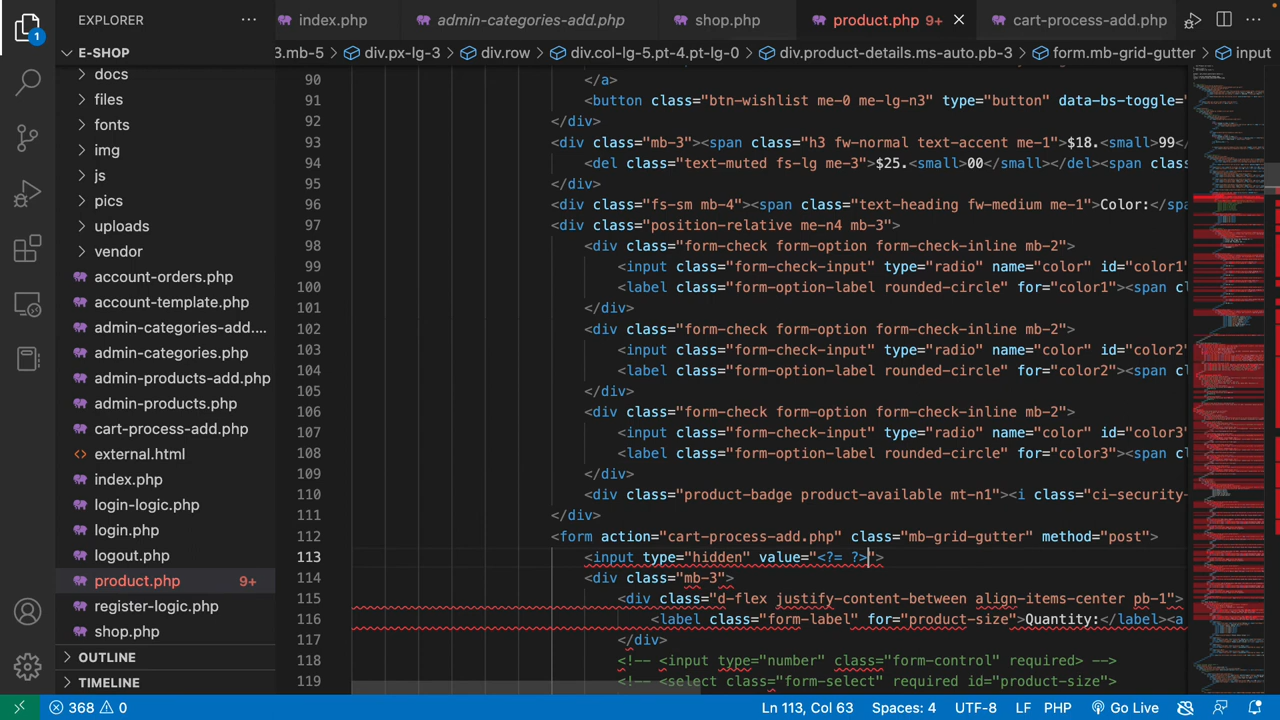 EXPLORER
index.php
admin-categories-add.php
shop.php
product.php 9+
cart-process-add.php
E-SHOP
3.mb-5 > div.px-lg-3 > div.row > div.col-lg-5.pt-4.pt-lg-0 > div.product-details.ms-auto.pb-3 > form.mb-grid-gutter > input
1
docs
files
fonts
img
js
pics
uploads
vendor
account-orders.php
account-template.php
admin-categories-add....
admin-categories.php
admin-products-add.php
admin-products.php
cart-process-add.php
external.html
index.php
login-logic.php
login.php
logout.php
product.php 9+
register-logic.php
shop.php
OUTLINE
TIMELINE
90 </a>
91 <button class="btn-wishlist me-0 me-lg-n3" type="button" data-bs-toggle="
92 </div>
93 <div class="mb-3"><span class="h3 fw-normal text-accent me-1">$18.<small>99</
94 <del class="text-muted fs-lg me-3">$25.<small>00</small></del><span class
95 </div>
96 <div class="fs-sm mb-4"><span class="text-heading fw-medium me-1">Color:</spa
97 <div class="position-relative me-n4 mb-3">
98 <div class="form-check form-option form-check-inline mb-2">
99 <input class="form-check-input" type="radio" name="color" id="color1"
100 <label class="form-option-label rounded-circle" for="color1"><span cl
101 </div>
102 <div class="form-check form-option form-check-inline mb-2">
103 <input class="form-check-input" type="radio" name="color" id="color2"
104 <label class="form-option-label rounded-circle" for="color2"><span cl
105 </div>
106 <div class="form-check form-option form-check-inline mb-2">
107 <input class="form-check-input" type="radio" name="color" id="color3"
108 <label class="form-option-label rounded-circle" for="color3"><span cl
109 </div>
110 <div class="product-badge product-available mt-n1"><i class="ci-security-
111 </div>
112 <form action="cart-process-add.php" class="mb-grid-gutter" method="post">
113 <input type="hidden" value="<?= ?>">
114 <div class="mb-3">
115 <div class="d-flex justify-content-between align-items-center pb-1">
116 <label class="form-label" for="product_size">Quantity:</label><a
117 </div>
118 <!-- <input type="number" class="form-control" required> -->
119 <!-- <select class="form-select" required id="product-size">
368 0
Ln 113, Col 63
Spaces: 4
UTF-8
LF
PHP
Go Live